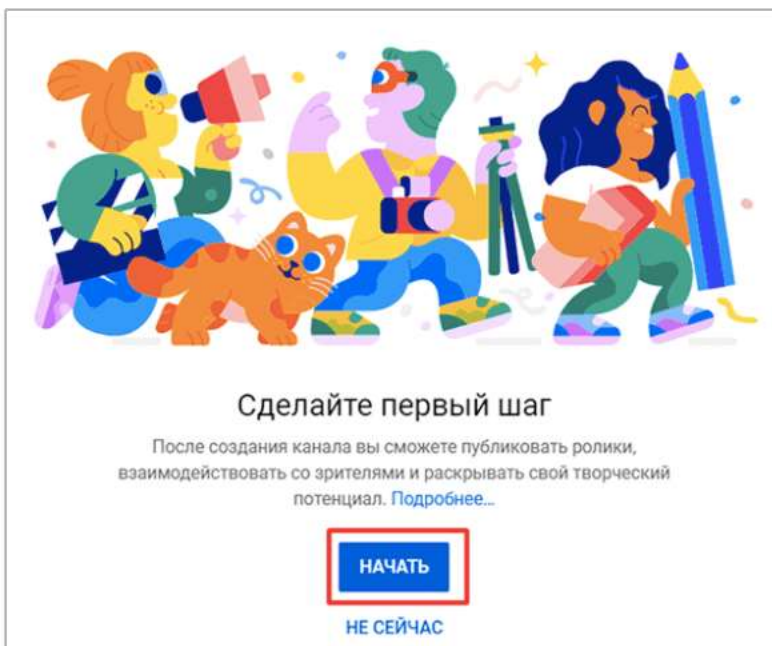 Сделайте первый шаг
После создания канала вы сможете публиковать ролики,
взаимодействовать со зрителями и раскрывать свой творческий
потенциал. Подробнее...
НАЧАТЬ
НЕ СЕЙЧАС